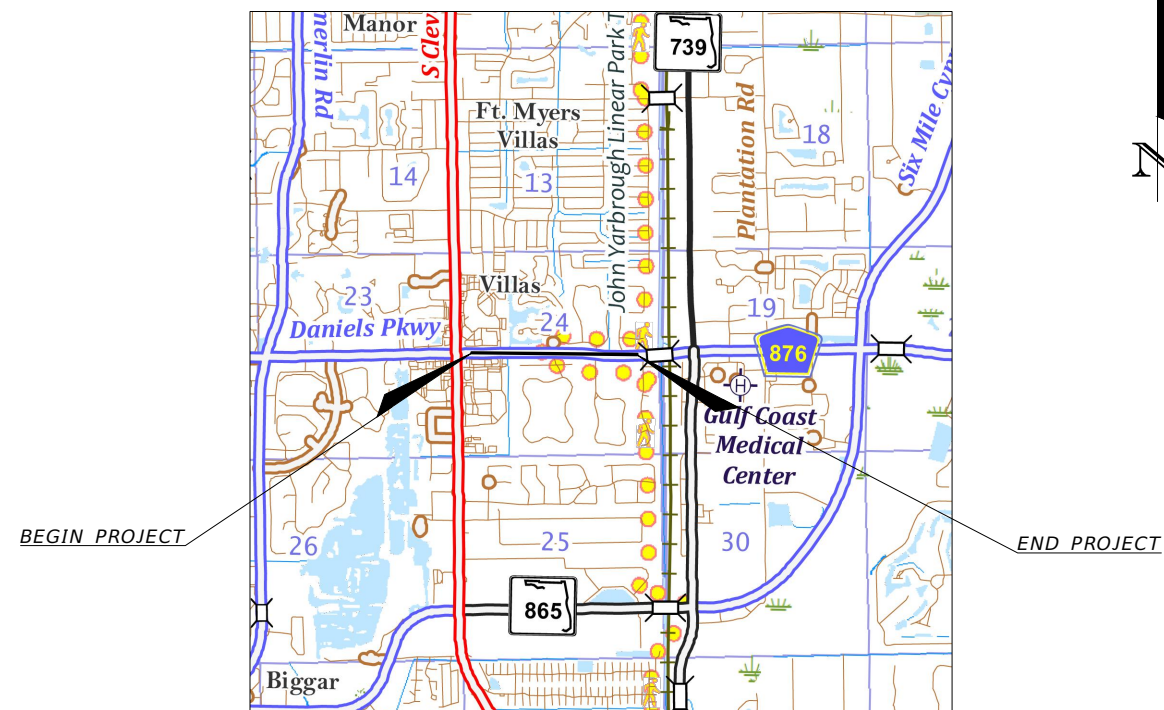 Manor
merlin Rd
S Clev
John Yarbrough Linear Park T
739
Plantation Rd
Six Mile Cyp
N
Ft. Myers
Villas
18
14
13
Villas
23
24
19
Daniels Pkwy
876
H
Gulf Coast
Medical
Center
BEGIN PROJECT
END PROJECT
26
25
30
865
Biggar